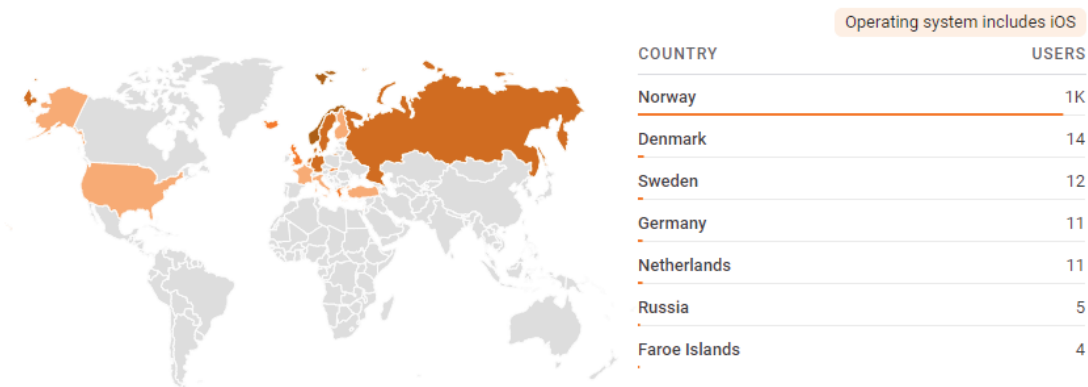 Operating system includes iOS
COUNTRY USERS
Norway 1K
Denmark 14
Sweden 12
Germany 11
Netherlands 11
Russia 5
Faroe Islands 4